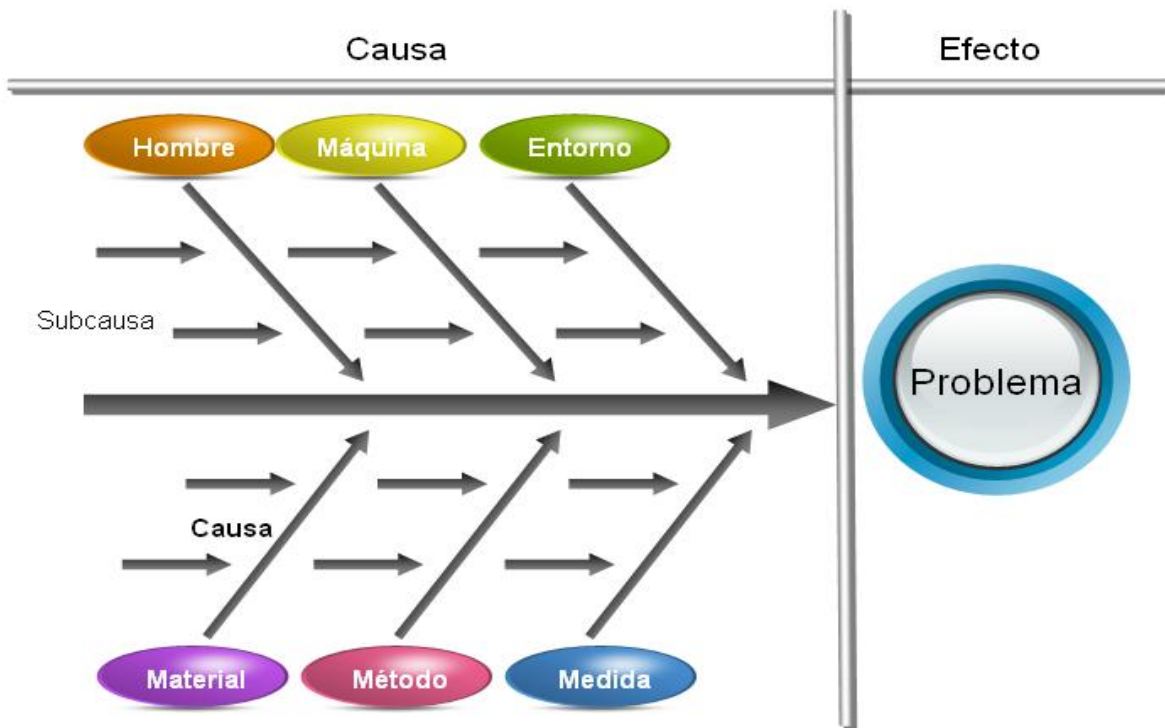 Causa
Efecto
Hombre
Máquina
Entorno
Subcausa
Problema
Causa
Material
Método
Medida